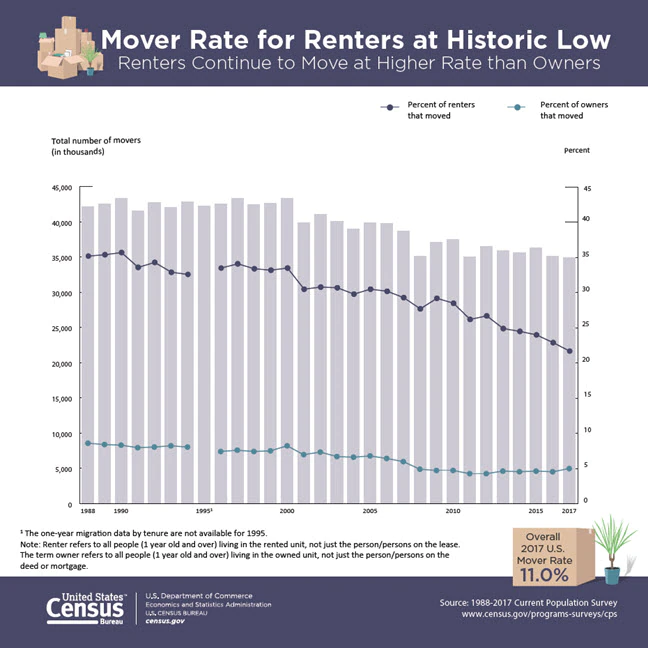 Mover Rate for Renters at Historic Low
Renters Continue to Move at Higher Rate than Owners
Percent of renters
that moved
Percent of owners
that moved
Total number of movers
(in thousands)
Percent
45,000
40,000
35,000
30,000
25,000
20,000
15,000
10,000
5,000
0
45
40
35
30
25
20
15
10
5
0
1988
1990
1995‡
2000
2005
2010
2015
2017
‡ The one-year migration data by tenure are not available for 1995.
Note: Renter refers to all people (1 year old and over) living in the rented unit, not just the person/persons on the lease.
The term owner refers to all people (1 year old and over) living in the owned unit, not just the person/persons on the
deed or mortgage.
Overall
2017 U.S.
Mover Rate
11.0%
United States™
Census
Bureau
U.S. Department of Commerce
Economics and Statistics Administration
U.S. CENSUS BUREAU
census.gov
Source: 1988-2017 Current Population Survey
www.census.gov/programs-surveys/cps